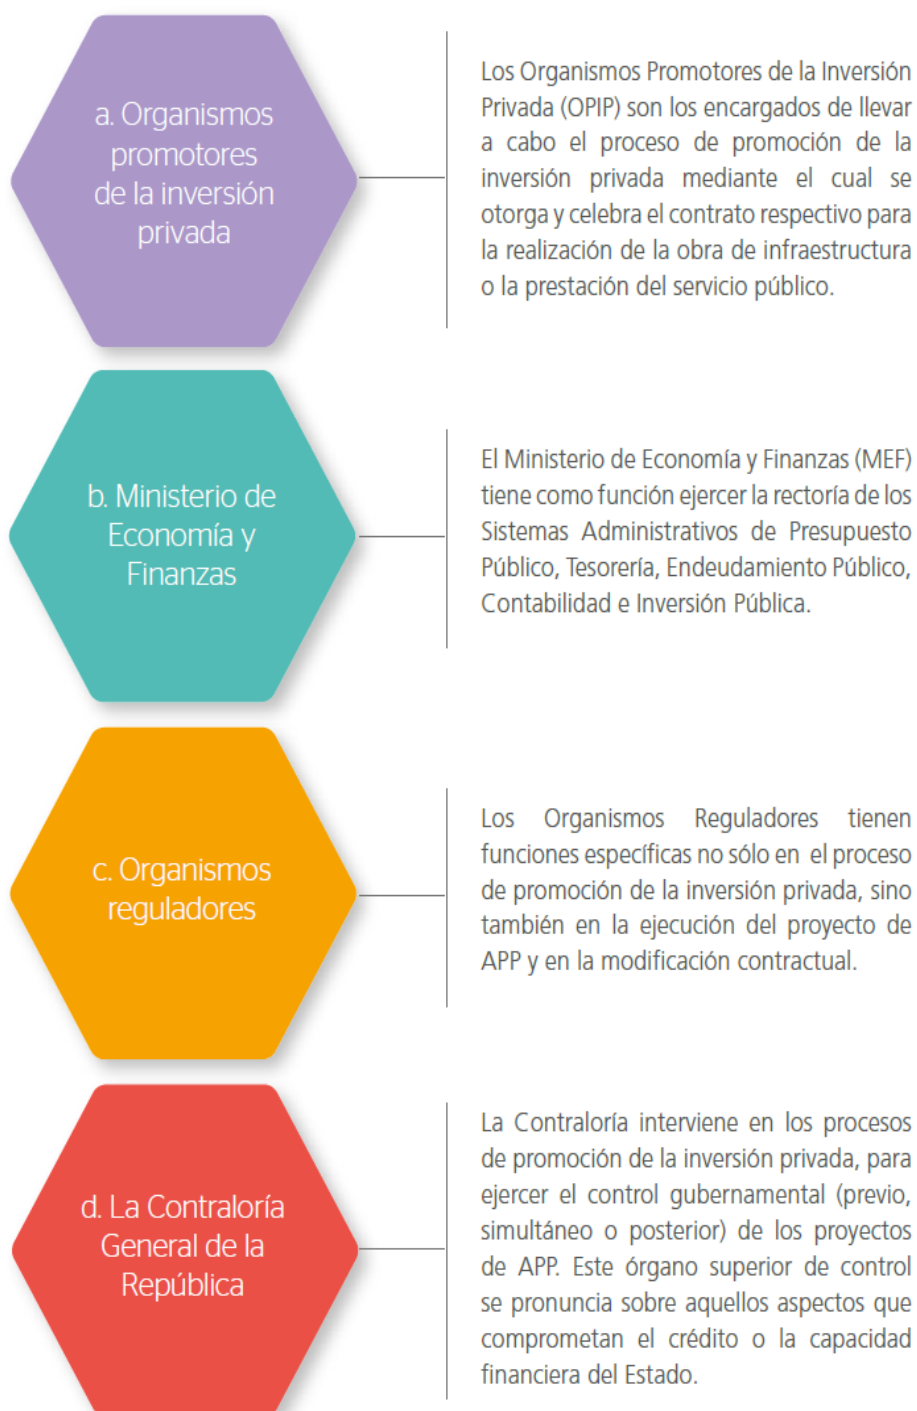 a. Organismos
promotores
de la inversión
privada
Los Organismos Promotores de la Inversión
Privada (OPIP) son los encargados de llevar
a cabo el proceso de promoción de la
inversión privada mediante el cual se
otorga y celebra el contrato respectivo para
la realización de la obra de infraestructura
o la prestación del servicio público.
b. Ministerio de
Economía y
Finanzas
El Ministerio de Economía y Finanzas (MEF)
tiene como función ejercer la rectoría de los
Sistemas Administrativos de Presupuesto
Público, Tesorería, Endeudamiento Público,
Contabilidad e Inversión Pública.
c. Organismos
reguladores
Los Organismos Reguladores tienen
funciones específicas no sólo en el proceso
de promoción de la inversión privada, sino
también en la ejecución del proyecto de
APP y en la modificación contractual.
d. La Contraloría
General de la
República
La Contraloría interviene en los procesos
de promoción de la inversión privada, para
ejercer el control gubernamental (previo,
simultáneo o posterior) de los proyectos
de APP. Este órgano superior de control
se pronuncia sobre aquellos aspectos que
comprometan el crédito o la capacidad
financiera del Estado.